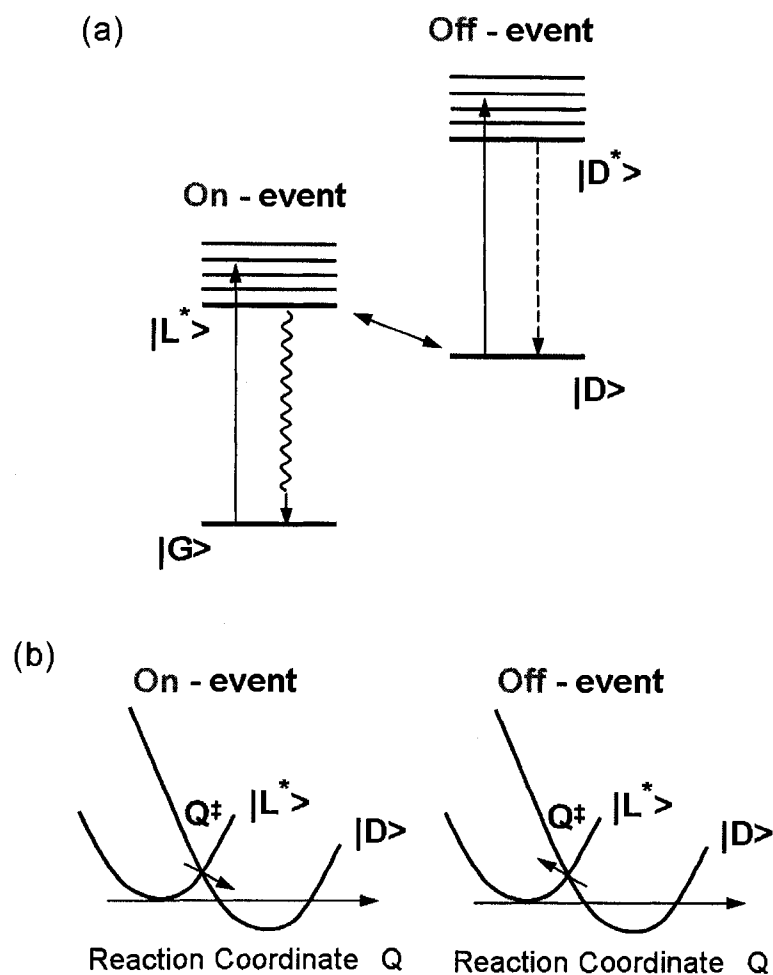 (a)
Off - event
|D*>
On - event
|L*>
|D>
|G>
(b)
On - event
Off - event
Q‡
|L*>
|D>
Q‡
|L*>
|D>
Reaction Coordinate Q
Reaction Coordinate Q